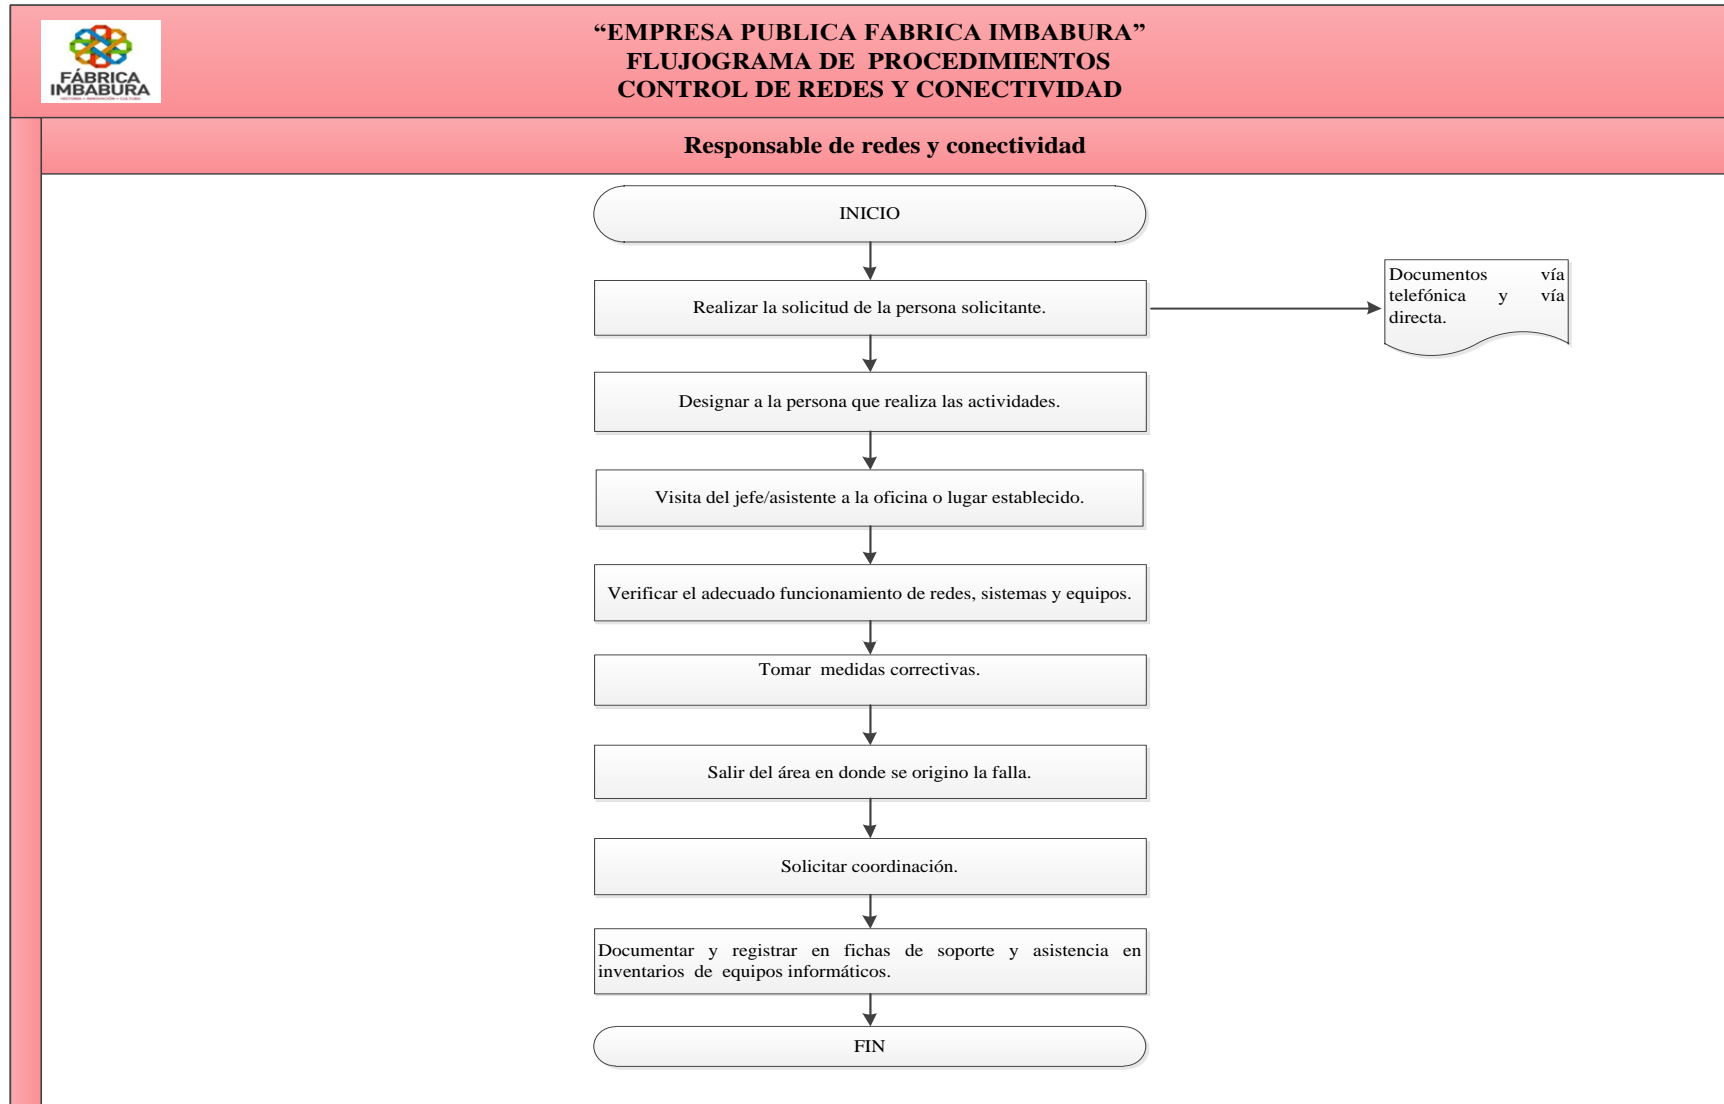 FÁBRICA
IMBABURA
“EMPRESA PUBLICA FABRICA IMBABURA”
FLUJOGRAMA DE PROCEDIMIENTOS
CONTROL DE REDES Y CONECTIVIDAD
Responsable de redes y conectividad
INICIO
Realizar la solicitud de la persona solicitante.
Documentos vía
telefónica y vía
directa.
Designar a la persona que realiza las actividades.
Visita del jefe/asistente a la oficina o lugar establecido.
Verificar el adecuado funcionamiento de redes, sistemas y equipos.
Tomar medidas correctivas.
Salir del área en donde se origino la falla.
Solicitar coordinación.
Documentar y registrar en fichas de soporte y asistencia en
inventarios de equipos informáticos.
FIN